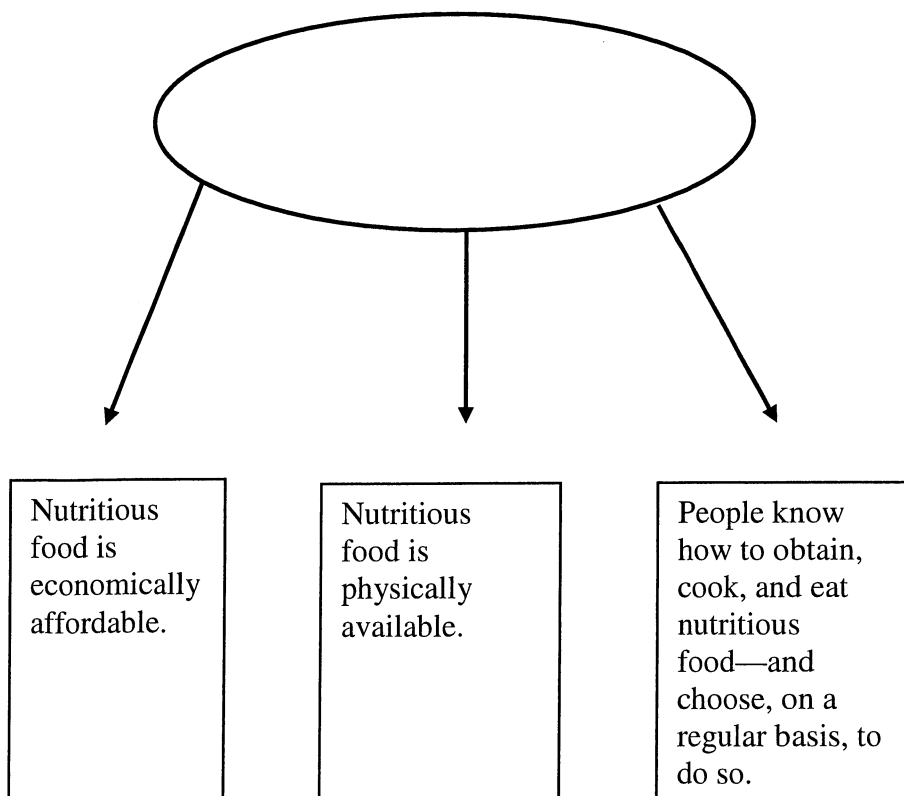 Nutritious
food is
economically
affordable.
Nutritious
food is
physically
available.
People know
how to obtain,
cook, and eat
nutritious
food—and
choose, on a
regular basis, to
do so.